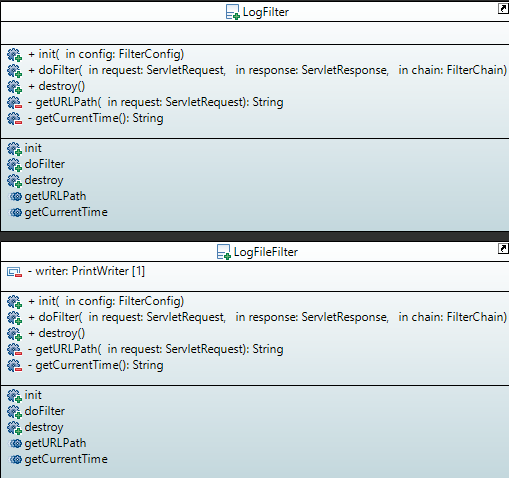 LogFilter
+ init( in config: FilterConfig)
+ doFilter( in request: ServletRequest, in response: ServletResponse, in chain: FilterChain)
+ destroy()
- getURLPath( in request: ServletRequest): String
- getCurrentTime(): String
init
doFilter
destroy
getURLPath
getCurrentTime
LogFileFilter
- writer: PrintWriter [1]
+ init( in config: FilterConfig)
+ doFilter( in request: ServletRequest, in response: ServletResponse, in chain: FilterChain)
+ destroy()
- getURLPath( in request: ServletRequest): String
- getCurrentTime(): String
init
doFilter
destroy
getURLPath
getCurrentTime